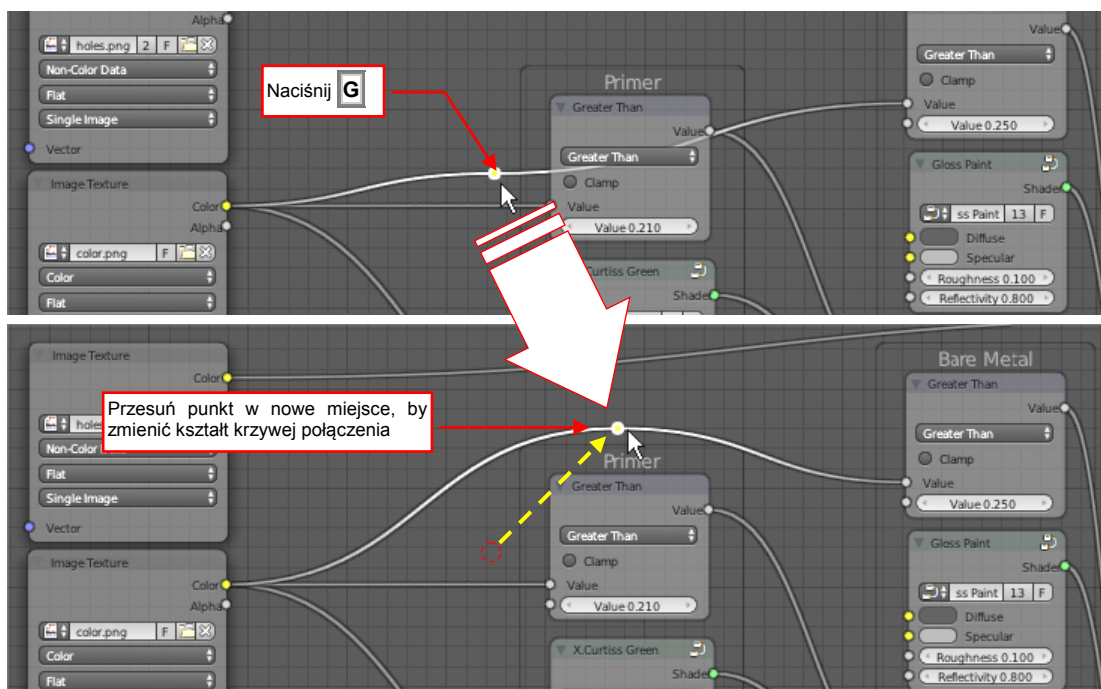 Alpha
holes.png 2 F
Non-Color Data
Flat
Single Image
Vector
Image Texture
Color
Alpha
color.png F
Color
Flat
Naciśnij G
Primer
Greater Than
Value
Greater Than
Clamp
Value
Value 0.210
Curtiss Green
Shader
Value
Greater Than
Clamp
Value
Value 0.250
Gloss Paint
Shader
ss Paint 13 F
Diffuse
Specular
Roughness 0.100
Reflectivity 0.800
Image Texture
Color
Przesuń punkt w nowe miejsce, by
zmienić kształt krzywej połączenia
holes
Non-Color
Flat
Single Image
Vector
Image Texture
Color
Alpha
color.png F
Color
Flat
Primer
Greater Than
Value
Greater Than
Clamp
Value
Value 0.210
X.Curtiss Green
Shader
Bare Metal
Greater Than
Value
Greater Than
Clamp
Value
Value 0.250
Gloss Paint
Shader
ss Paint 13 F
Diffuse
Specular
Roughness 0.100
Reflectivity 0.800